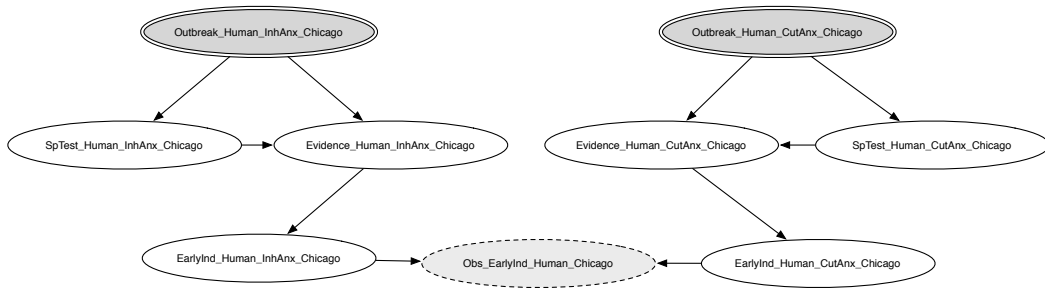 Outbreak_Human_InhAnx_Chicago
Outbreak_Human_CutAnx_Chicago
SpTest_Human_InhAnx_Chicago
Evidence_Human_InhAnx_Chicago
Evidence_Human_CutAnx_Chicago
SpTest_Human_CutAnx_Chicago
EarlyInd_Human_InhAnx_Chicago
Obs_EarlyInd_Human_Chicago
EarlyInd_Human_CutAnx_Chicago